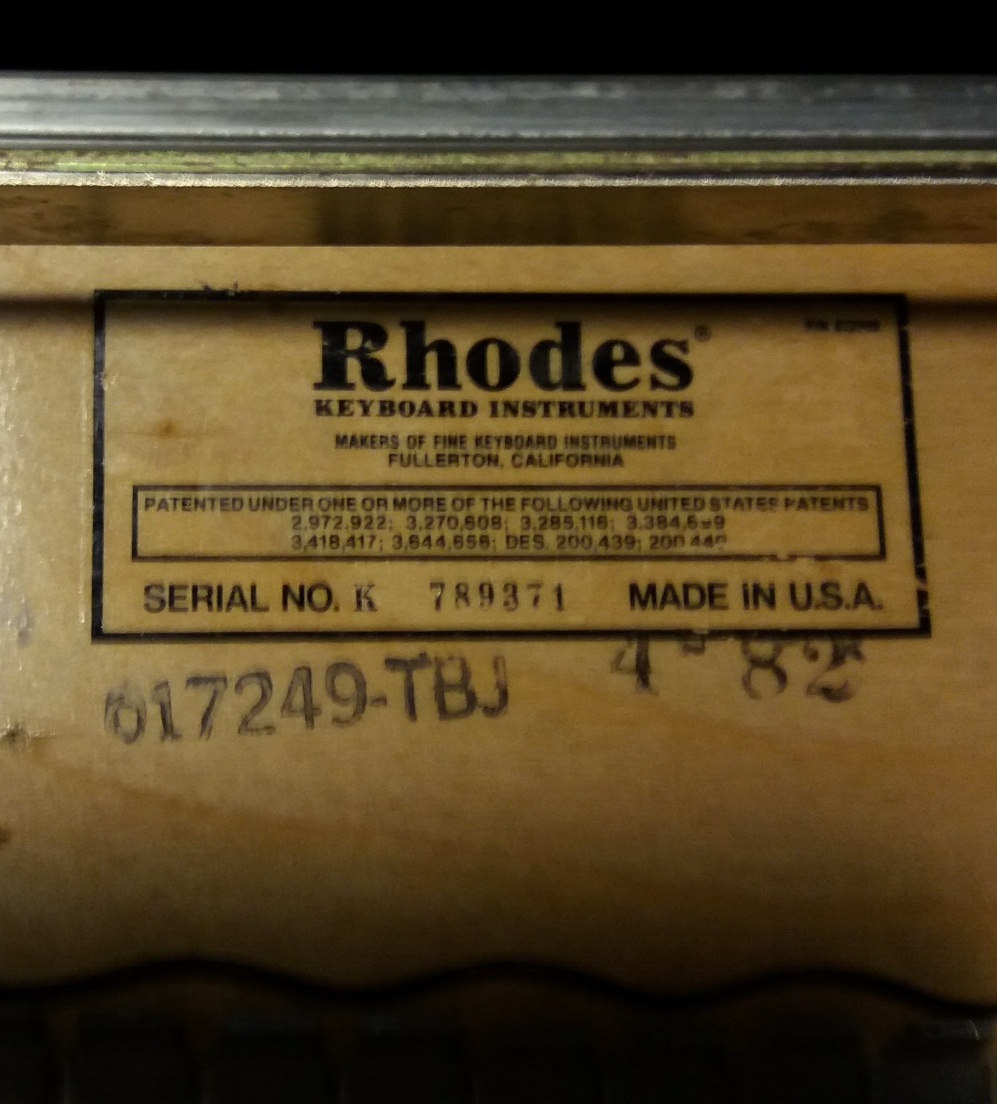 Rhodes®
KEYBOARD INSTRUMENTS
MAKERS OF FINE KEYBOARD INSTRUMENTS
FULLERTON, CALIFORNIA
PATENTED UNDER ONE OR MORE OF THE FOLLOWING UNITED STATES PATENTS
2,972,922; 3,270,608; 3,285,116;
3,418,417; 3,644,656; DES. 200,439;
SERIAL NO. K 789371 MADE IN U.S.A.
017249-TBJ 4 - 82